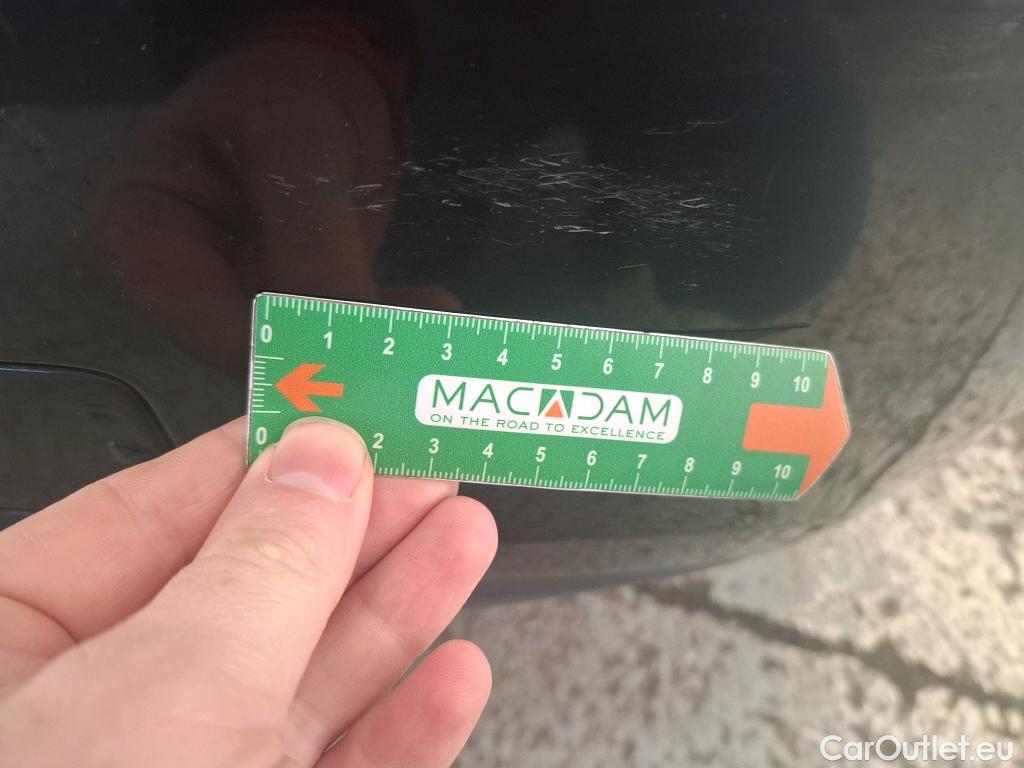 0 1 2 3 4 5 6 7 8 9 10
MACADAM
ON THE ROAD TO EXCELLENCE
0 2 3 4 5 6 7 8 9 10
CarOutlet.eu